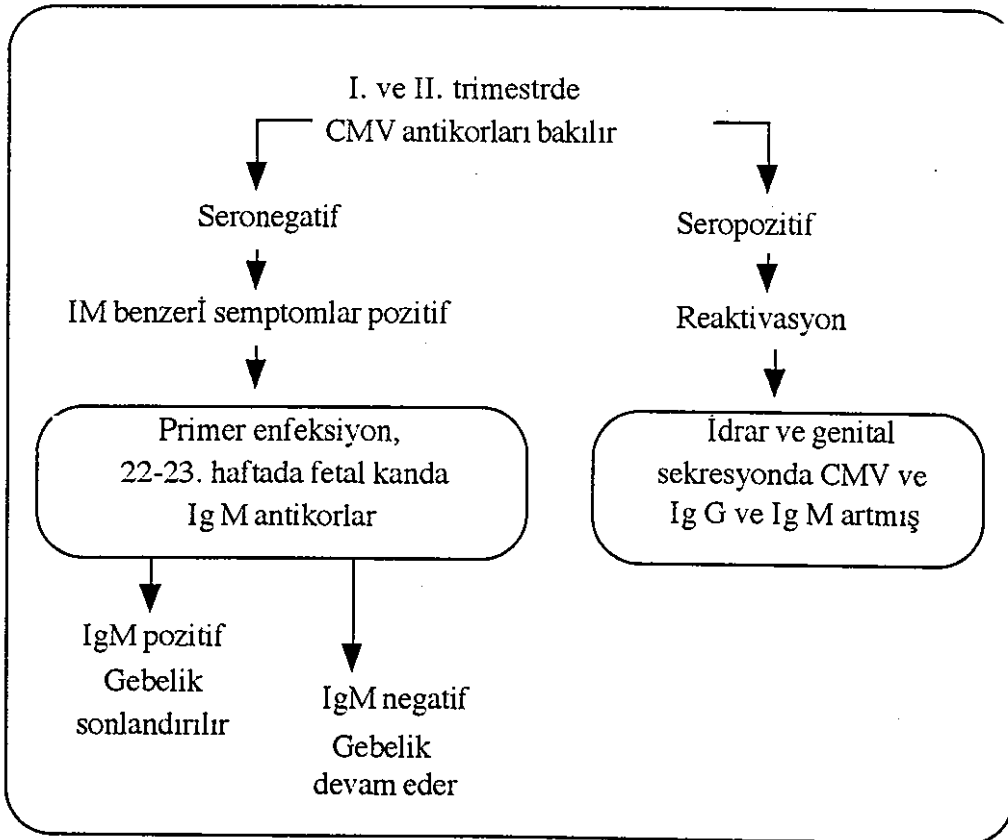 I. ve II. trimestrde
CMV antikorları bakılır
Seronegatif
IM benzerİ semptomlar pozitif
Primer enfeksiyon,
22-23. haftada fetal kanda
Ig M antikorlar
IgM pozitif
Gebelik
sonlandırılır
IgM negatif
Gebelik
devam eder
Seropozitif
Reaktivasyon
İdrar ve genital
sekresyonda CMV ve
Ig G ve Ig M artmış